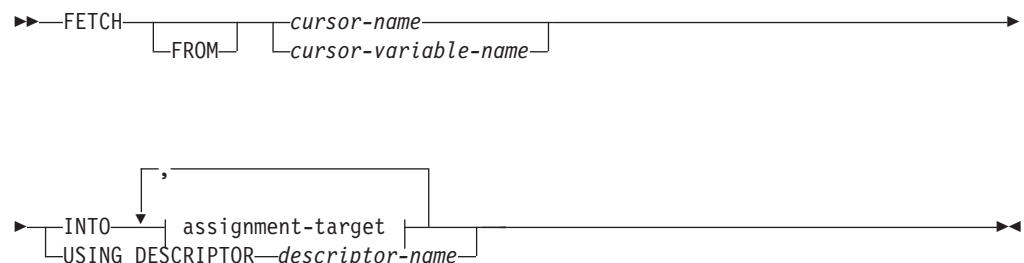 FETCH cursor-name
FROM cursor-variable-name
,
INTO assignment-target
USING DESCRIPTOR descriptor-name